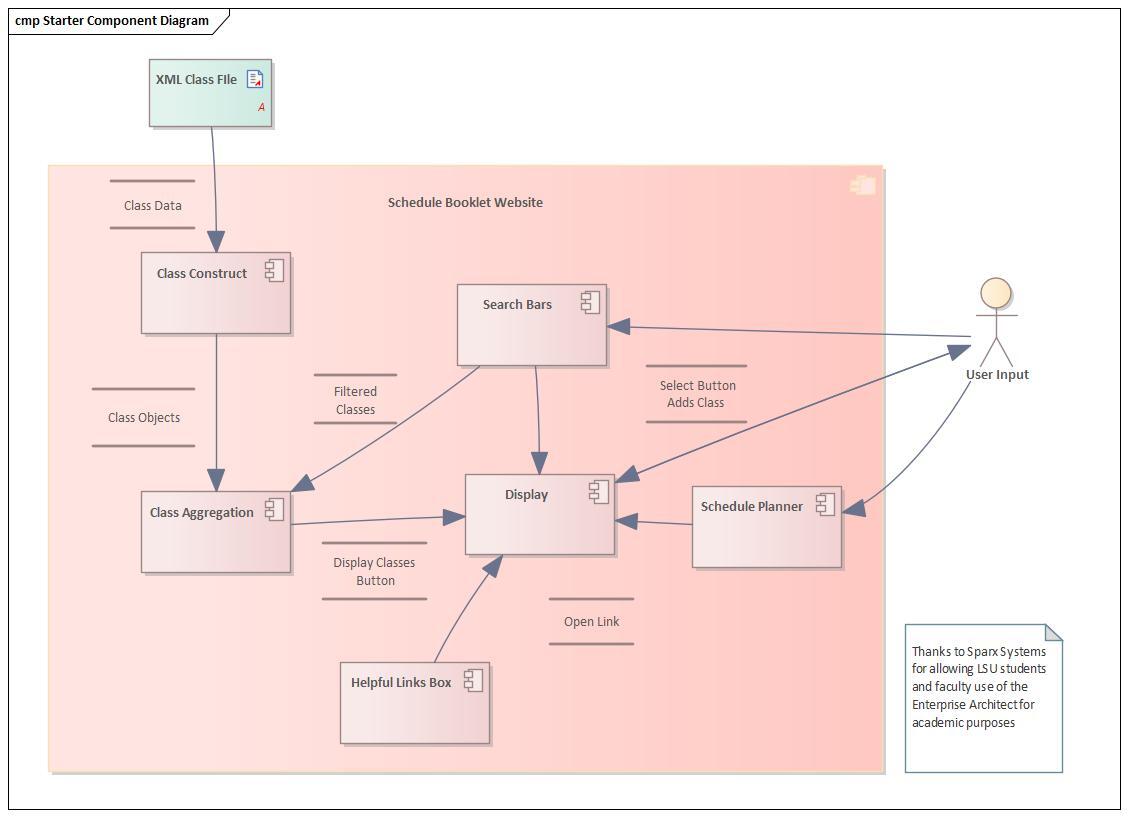 cmp Starter Component Diagram
XML Class FIle
A
Schedule Booklet Website
Class Data
Class Construct
Search Bars
User Input
Class Objects
Filtered
Classes
Select Button
Adds Class
Class Aggregation
Display
Schedule Planner
Display Classes
Button
Open Link
Helpful Links Box
Thanks to Sparx Systems
for allowing LSU students
and faculty use of the
Enterprise Architect for
academic purposes